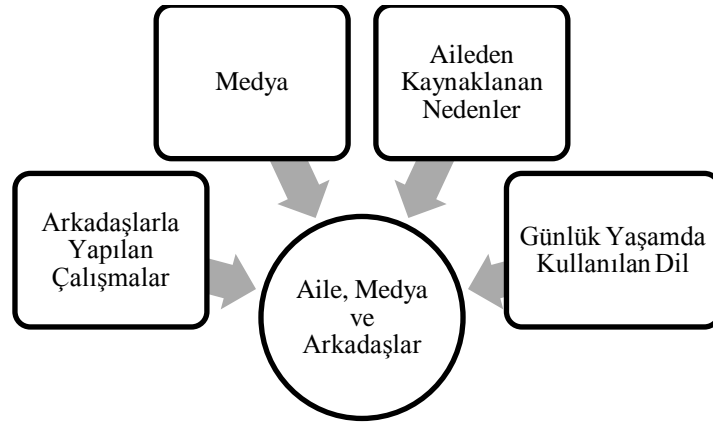 Medya
Aileden
Kaynaklanan
Nedenler
Arkadaşlarla
Yapılan
Çalışmalar
Günlük Yaşamda
Kullanılan Dil
Aile, Medya
ve
Arkadaşlar